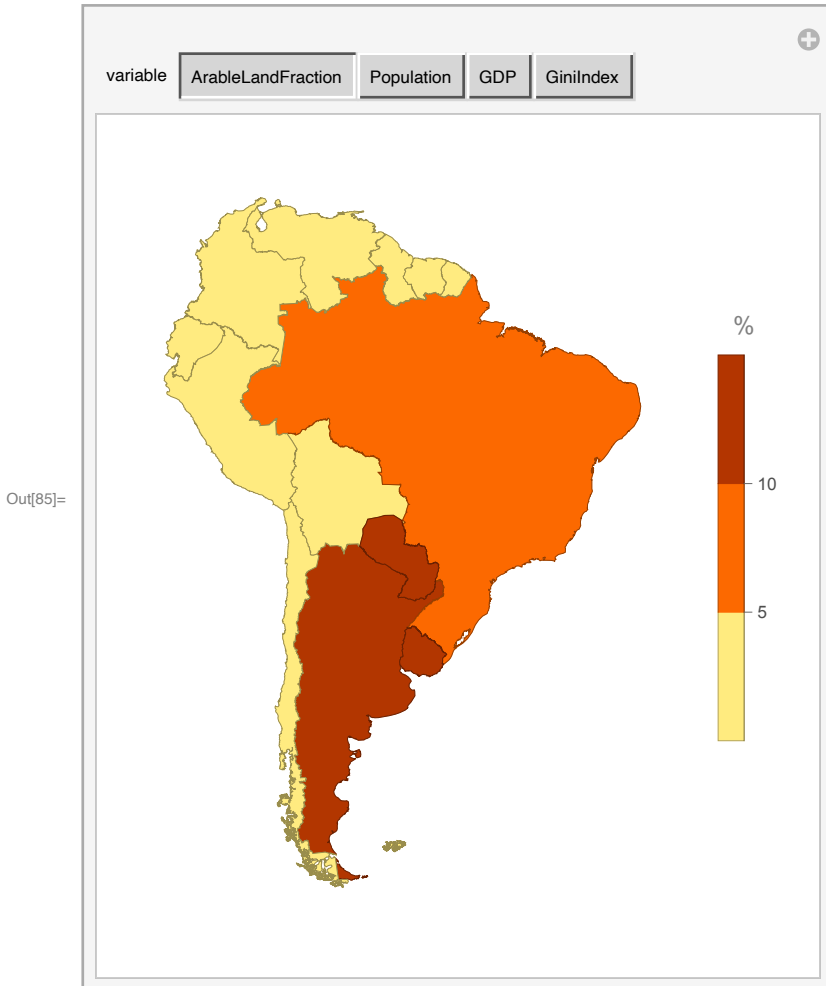 variable ArableLandFraction Population GDP GiniIndex
%
10
Out[85]=
5